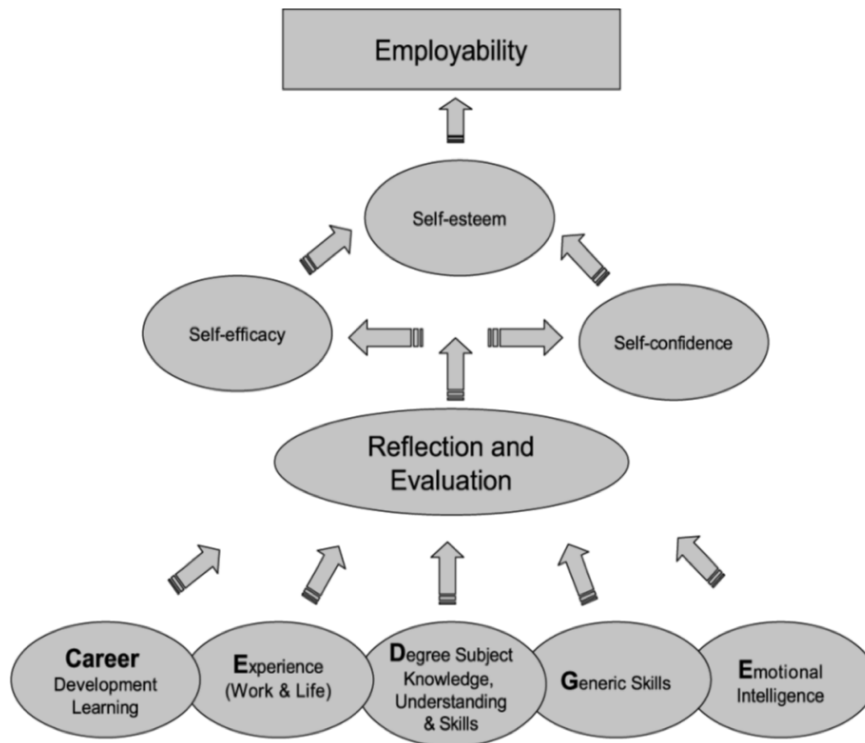 Employability
Self-esteem
Self-efficacy
Self-confidence
Reflection and
Evaluation
Career
Development
Learning
Experience
(Work & Life)
Degree Subject
Knowledge,
Understanding
& Skills
Generic Skills
Emotional
Intelligence